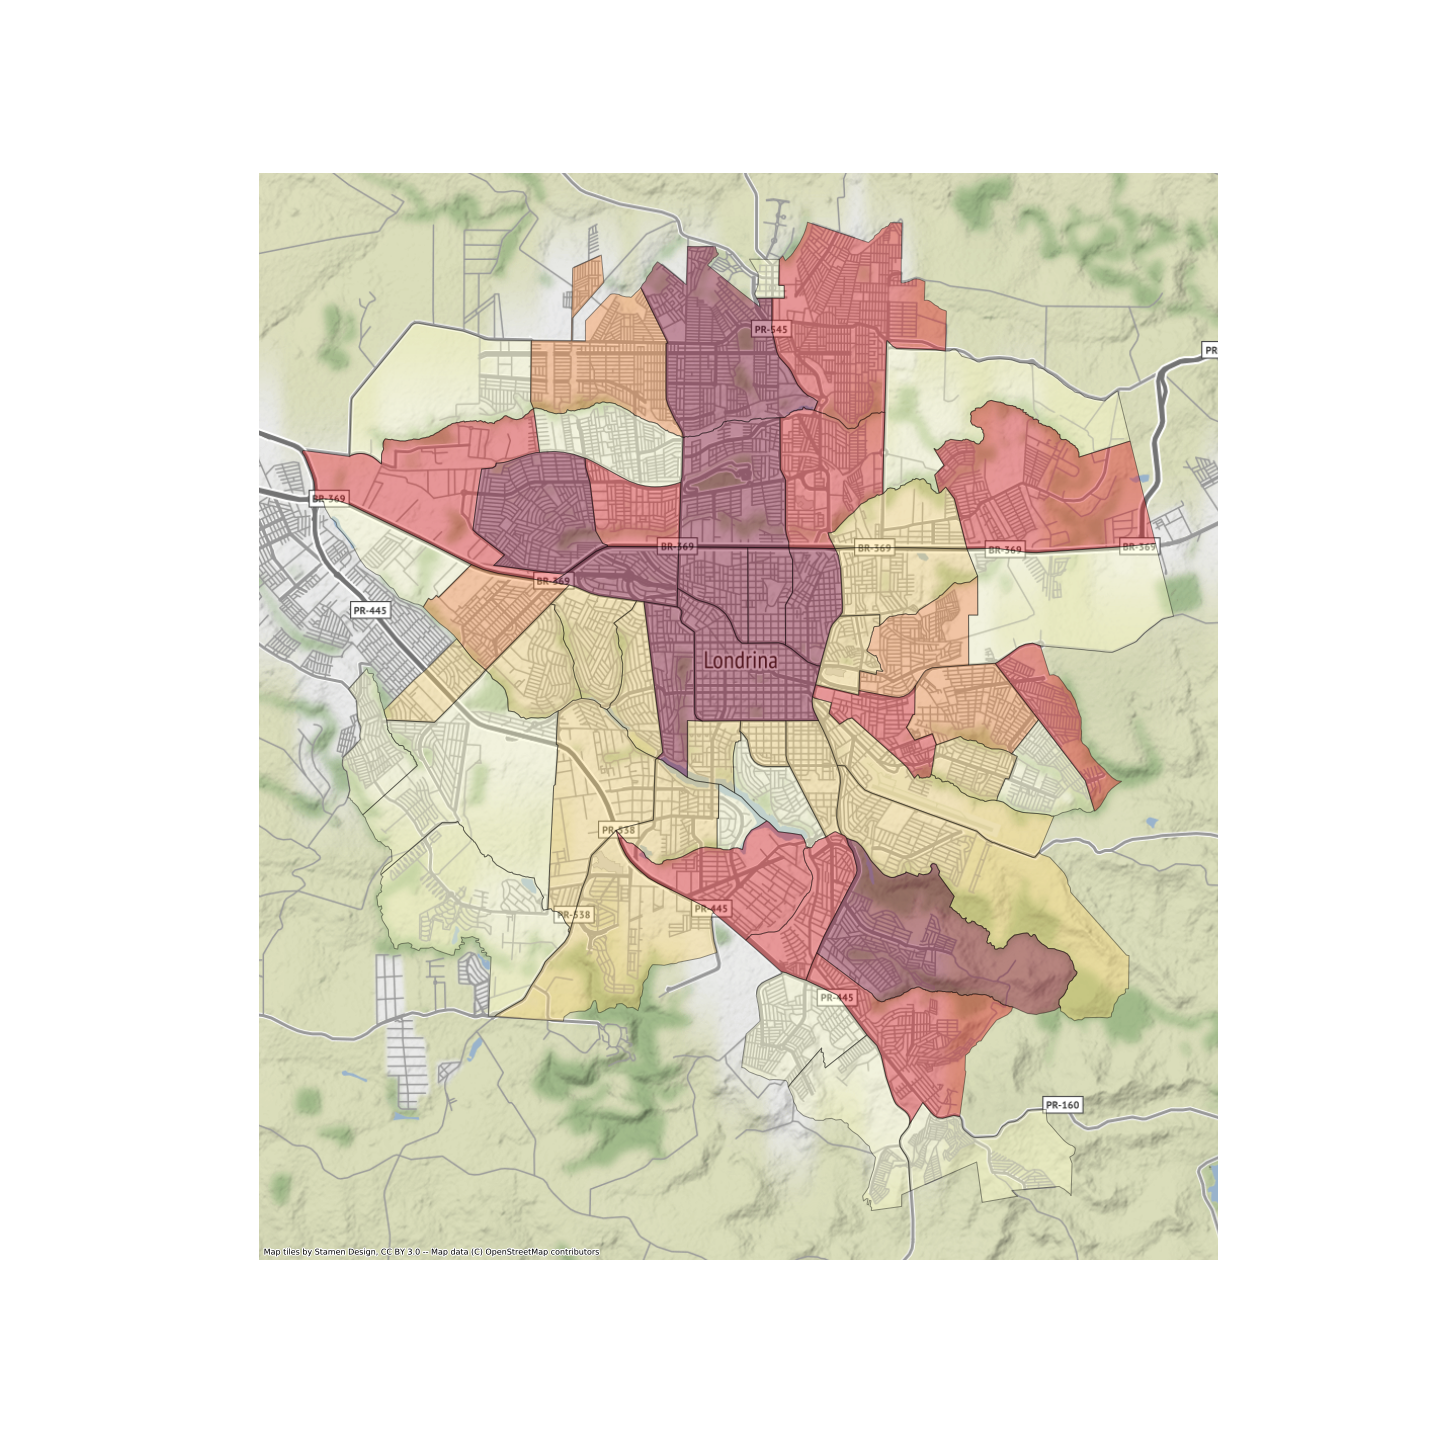 PR-545
PR
BR-369
BR-369
BR-369
BR-369
BR-369
BR-369
PR-445
Londrina
PR-538
PR-445
PR-538
PR-445
PR-160
Map tiles by Stamen Design, CC BY 3.0 -- Map data (C) OpenStreetMap contributors